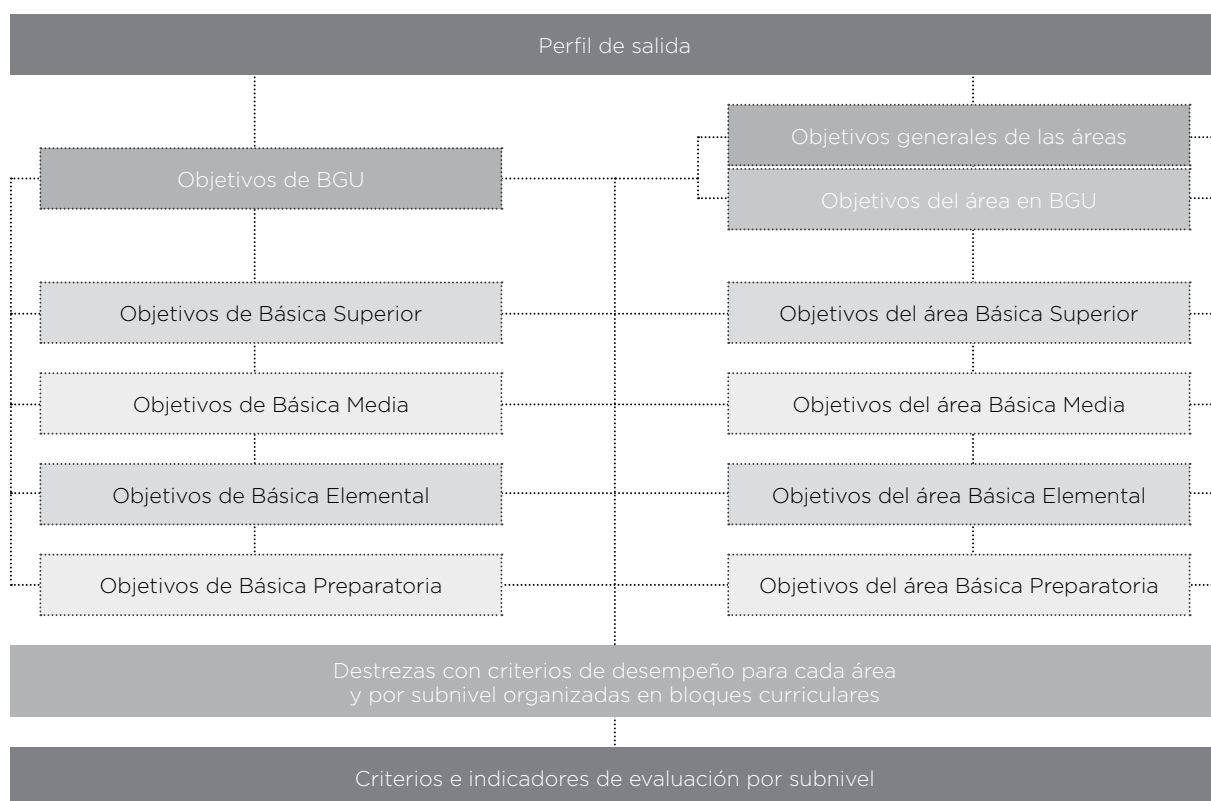 Perfil de salida
Objetivos generales de las áreas
Objetivos de BGU
Objetivos del área en BGU
Objetivos de Básica Superior
Objetivos del área Básica Superior
Objetivos de Básica Media
Objetivos del área Básica Media
Objetivos de Básica Elemental
Objetivos del área Básica Elemental
Objetivos de Básica Preparatoria
Objetivos del área Básica Preparatoria
Destrezas con criterios de desempeño para cada área
y por subnivel organizadas en bloques curriculares
Criterios e indicadores de evaluación por subnivel